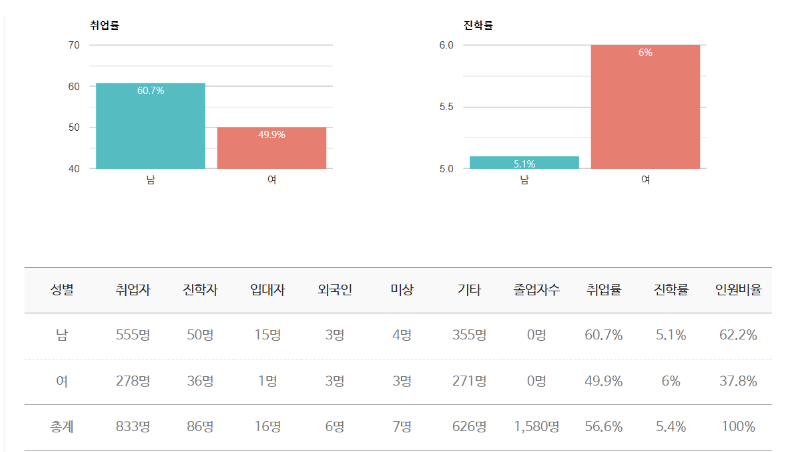 취업률
70
60
50
40
60.7%
49.9%
남 여
진학률
6.0
5.5
5.0
5.1%
6%
남 여
성별 취업자 진학자 입대자 외국인 미상 기타 졸업자수 취업률 진학률 인원비율
남 555명 50명 15명 3명 4명 355명 0명 60.7% 5.1% 62.2%
여 278명 36명 1명 3명 3명 271명 0명 49.9% 6% 37.8%
총계 833명 86명 16명 6명 7명 626명 1,580명 56.6% 5.4% 100%